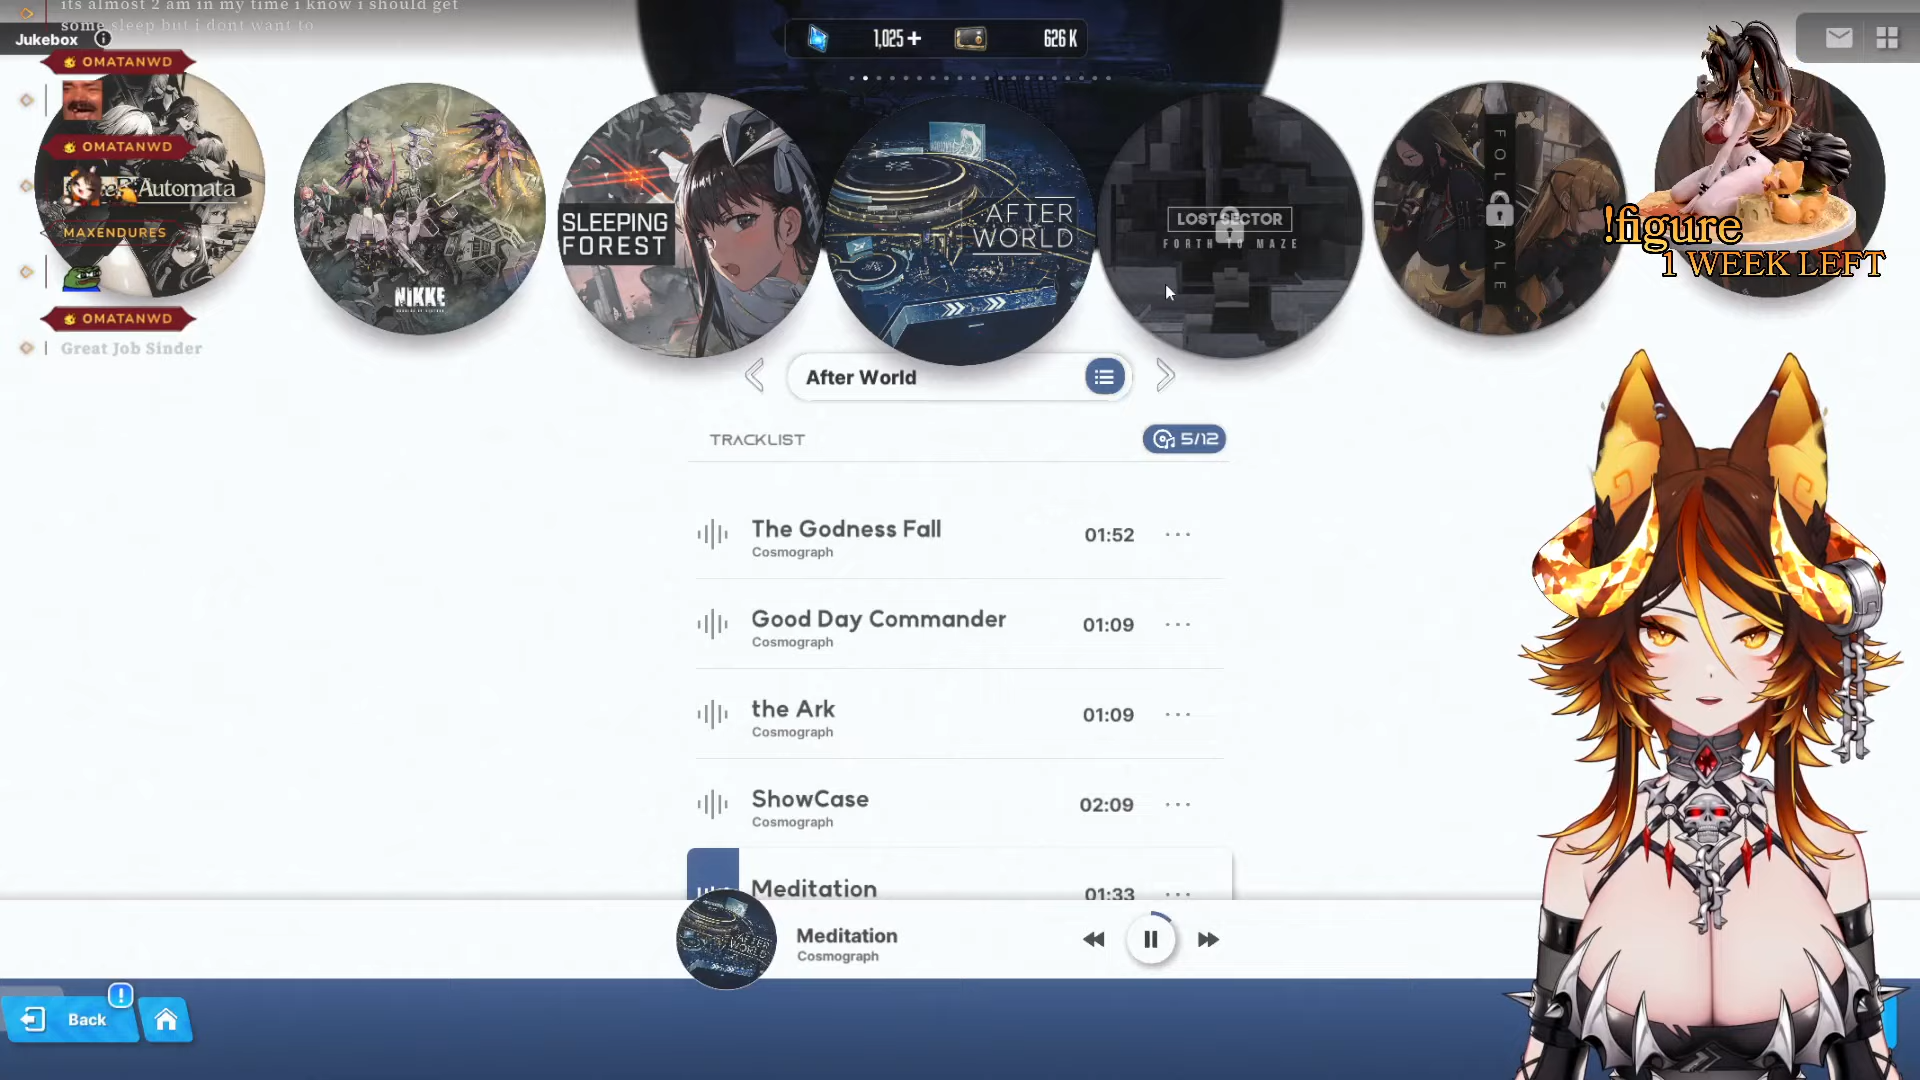 its almost 2 am in my time i know i should get
some sleep but i dont want to
Jukebox
1,025
626 K
OMATANWD
OMATANWD
Automata
MAXENDURES
OMATANWD
Great Job Sinder
NIKKE
SLEEPING
FOREST
AFTER
WORLD
LOST SECTOR
FORTH TO MAZE
FOLKTALE
!figure
1 WEEK LEFT
After World
TRACKLIST
5/12
The Godness Fall
Cosmograph
01:52
Good Day Commander
Cosmograph
01:09
the Ark
Cosmograph
01:09
ShowCase
Cosmograph
02:09
Meditation
01:33
AFTER
WORLD
Meditation
Cosmograph
Back